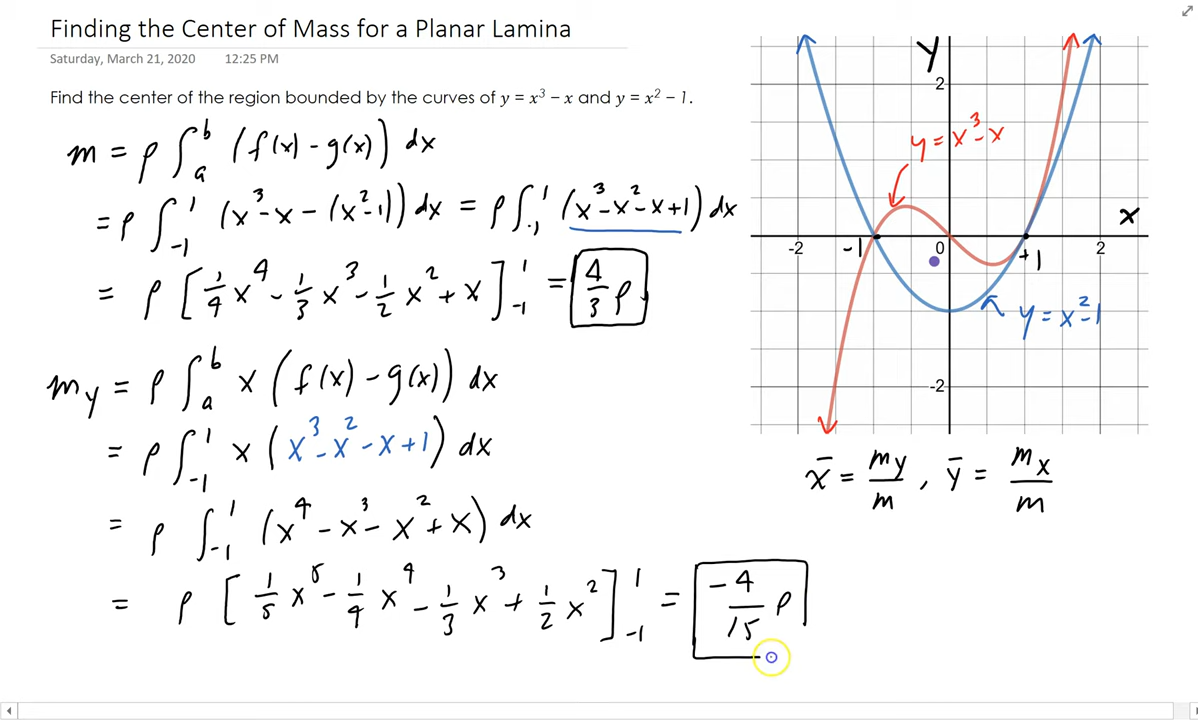 Finding the Center of Mass for a Planar Lamina
Saturday, March 21, 2020 12:25 PM
Find the center of the region bounded by the curves of y = x³ − x and y = x² − 1.
m = ρ ∫ₐᵇ (f(x) - g(x)) dx
= ρ ∫₋₁¹ (x³ - x - (x² - 1)) dx = ρ ∫₋₁¹ (x³ - x² - x + 1) dx
= ρ [ 1/4 x⁴ - 1/3 x³ - 1/2 x² + x ]₋₁¹ = 4/3 ρ
my = ρ ∫ₐᵇ x (f(x) - g(x)) dx
= ρ ∫₋₁¹ x (x³ - x² - x + 1) dx
= ρ ∫₋₁¹ (x⁴ - x³ - x² + x) dx
= ρ [ 1/5 x⁵ - 1/4 x⁴ - 1/3 x³ + 1/2 x² ]₋₁¹ = -4/15 ρ
y
2
y = x³ - x
x
-2 -1 0 +1 2
y = x² - 1
-2
x̄ = my/m , ȳ = mx/m